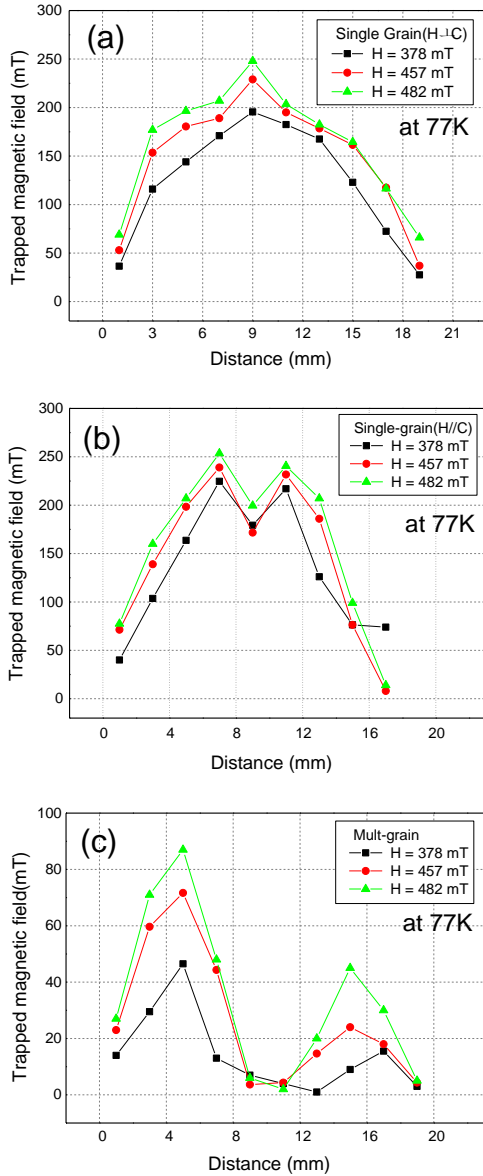 (a)
Single Grain(H⊥C)
H = 378 mT
H = 457 mT
H = 482 mT
at 77K
300
250
200
150
100
50
0
Trapped magnetic field (mT)
0 3 6 9 12 15 18 21
Distance (mm)
(b)
Single-grain(H//C)
H = 378 mT
H = 457 mT
H = 482 mT
at 77K
300
250
200
150
100
50
0
Trapped magnetic field (mT)
0 4 8 12 16 20
Distance (mm)
(c)
Mult-grain
H = 378 mT
H = 457 mT
H = 482 mT
at 77K
100
80
60
40
20
0
Trapped magnetic field(mT)
0 4 8 12 16 20
Distance (mm)